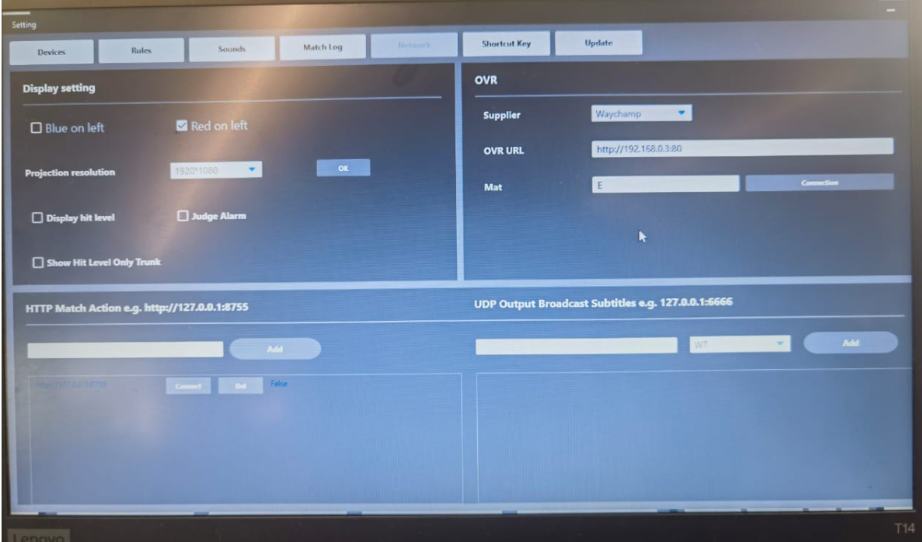 Setting
Devices Rules Sounds Match Log Network Shortcut Key Update
Display setting
Blue on left Red on left
Projection resolution 1920*1080 OK
Display hit level Judge Alarm
Show Hit Level Only Trunk
OVR
Supplier Waychamp
OVR URL http://192.168.0.3:80
Mat E Connection
HTTP Match Action e.g. http://127.0.0.1:8755
Add
Connect Del False
UDP Output Broadcast Subtitles e.g. 127.0.0.1:6666
WT Add
Lenovo
T14